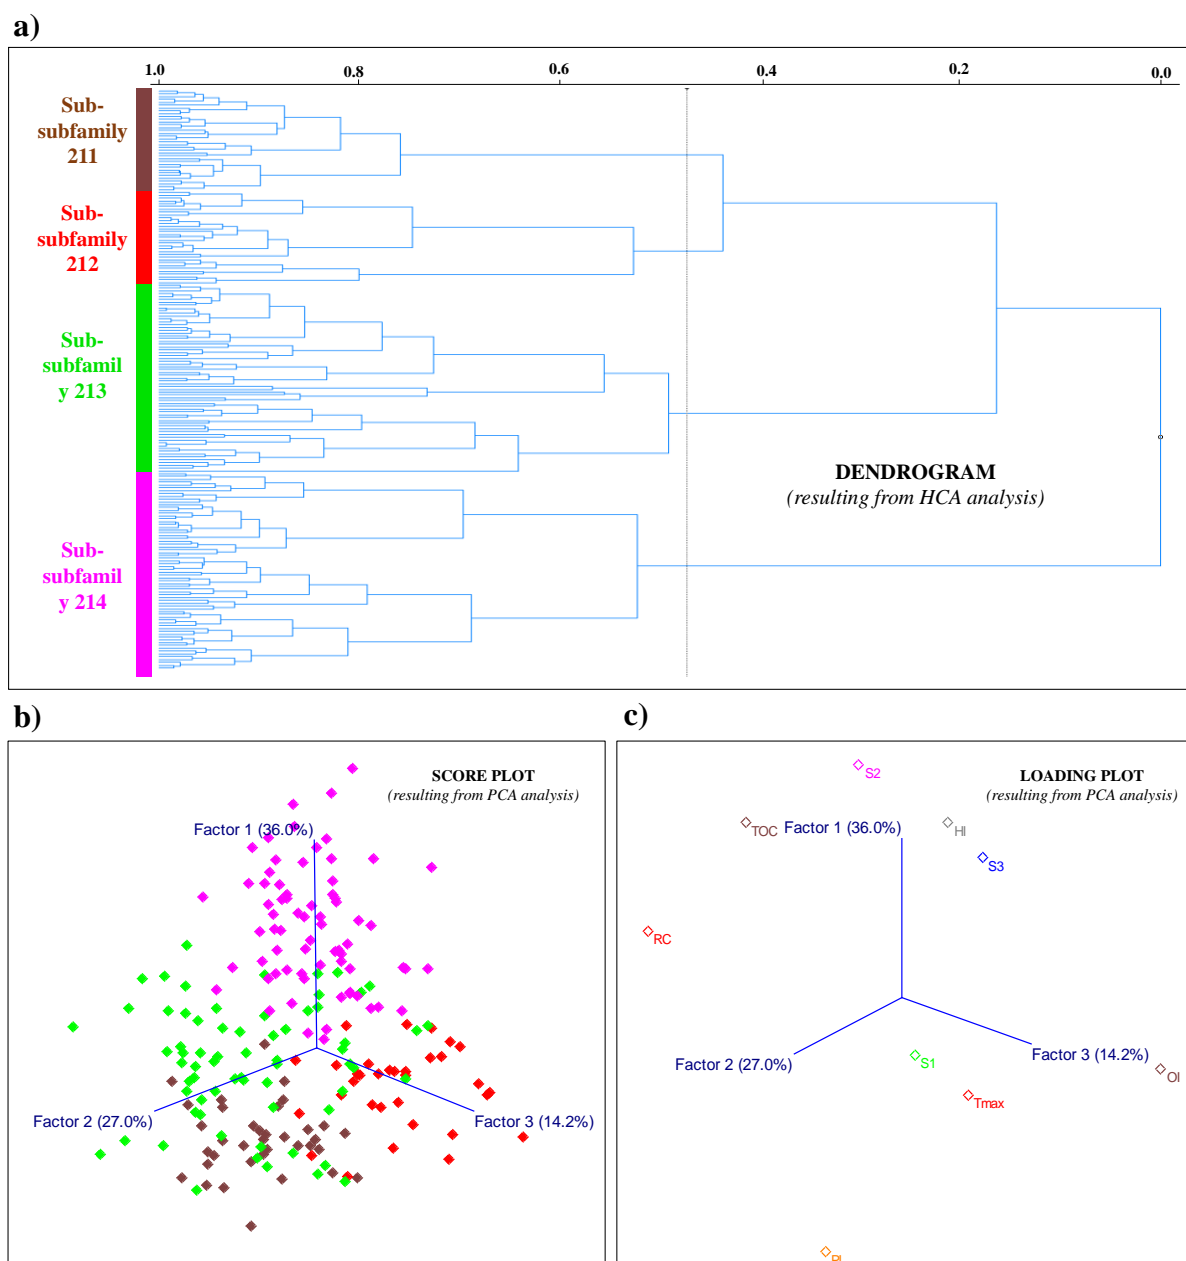 a)
1.0 0.8 0.6 0.4 0.2 0.0
Sub-
subfamily
211
Sub-
subfamily
212
Sub-
subfamil
y 213
Sub-
subfamil
y 214
DENDROGRAM
(resulting from HCA analysis)
b)
SCORE PLOT
(resulting from PCA analysis)
Factor 1 (36.0%)
Factor 2 (27.0%)
Factor 3 (14.2%)
c)
LOADING PLOT
(resulting from PCA analysis)
S2
TOC
Factor 1 (36.0%)
HI
S3
RC
Factor 2 (27.0%)
S1
Factor 3 (14.2%)
OI
Tmax